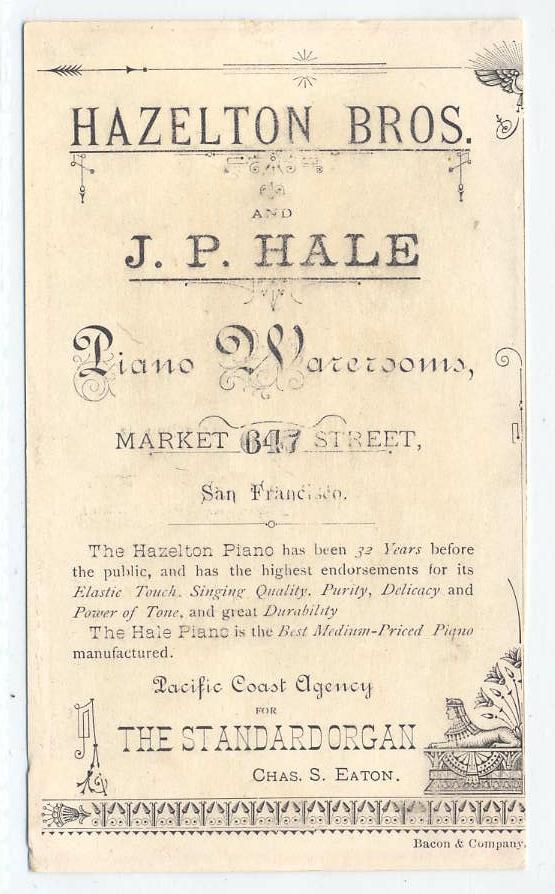 HAZELTON BROS.
AND
J. P. HALE
Piano Warerooms,
MARKET 647 STREET,
San Francisco.
The Hazelton Piano has been 32 Years before
the public, and has the highest endorsements for its
Elastic Touch, Singing Quality, Purity, Delicacy and
Power of Tone, and great Durability
The Hale Piano is the Best Medium-Priced Piano
manufactured.
Pacific Coast Agency
FOR
THE STANDARD ORGAN
CHAS. S. EATON.
Bacon & Company,